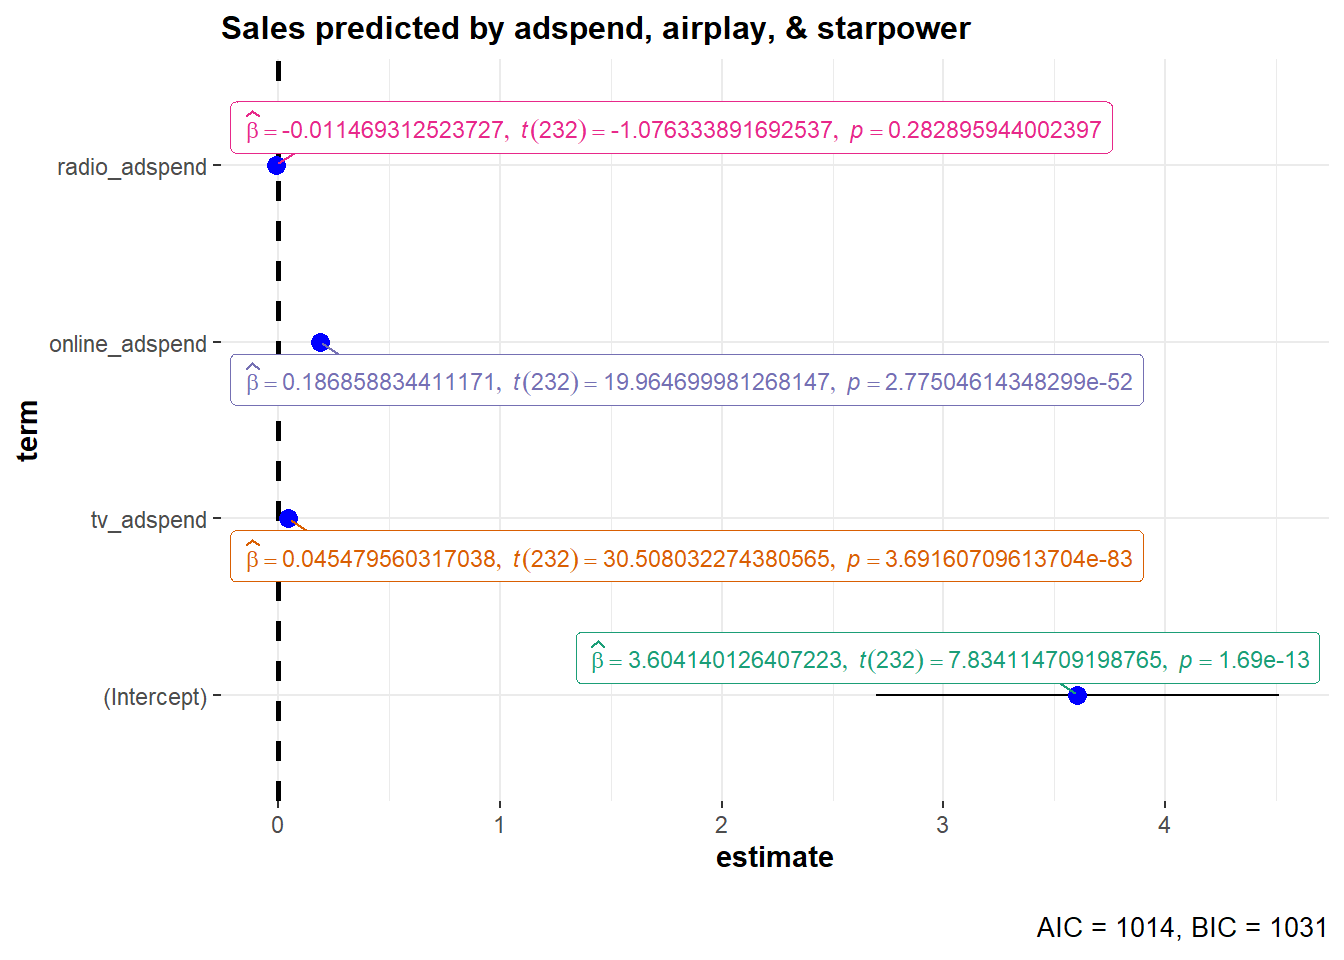 Sales predicted by adspend, airplay, & starpower
β̂ = -0.011469312523727, t(232) = -1.076333891692537, p = 0.282895944002397
radio_adspend
online_adspend
β̂ = 0.186858834411171, t(232) = 19.964699981268147, p = 2.77504614348299e-52
term
tv_adspend
β̂ = 0.045479560317038, t(232) = 30.508032274380565, p = 3.69160709613704e-83
β̂ = 3.604140126407223, t(232) = 7.834114709198765, p = 1.69e-13
(Intercept)
0 1 2 3 4
estimate
AIC = 1014, BIC = 1031